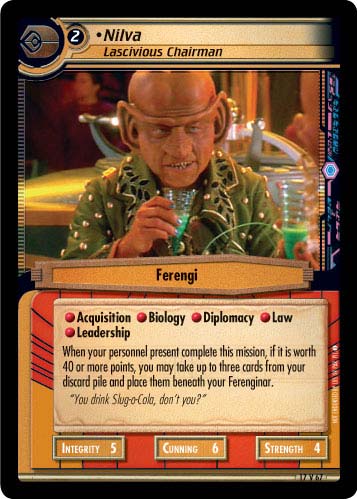 2 •Nilva
Lascivious Chairman
Ferengi
Acquisition Biology Diplomacy Law
Leadership
When your personnel present complete this mission, if it is worth
40 or more points, you may take up to three cards from your
discard pile and place them beneath your Ferenginar.
"You drink Slug-o-Cola, don't you?"
INTEGRITY 5 CUNNING 6 STRENGTH 4
17 V 67